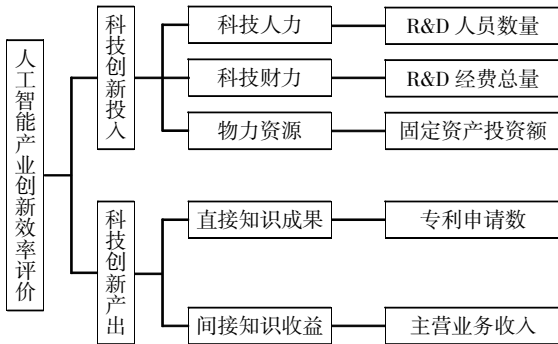 人工智能产业创新效率评价
科技创新投入
科技人力
R&D 人员数量
科技财力
R&D 经费总量
物力资源
固定资产投资额
科技创新产出
直接知识成果
专利申请数
间接知识收益
主营业务收入